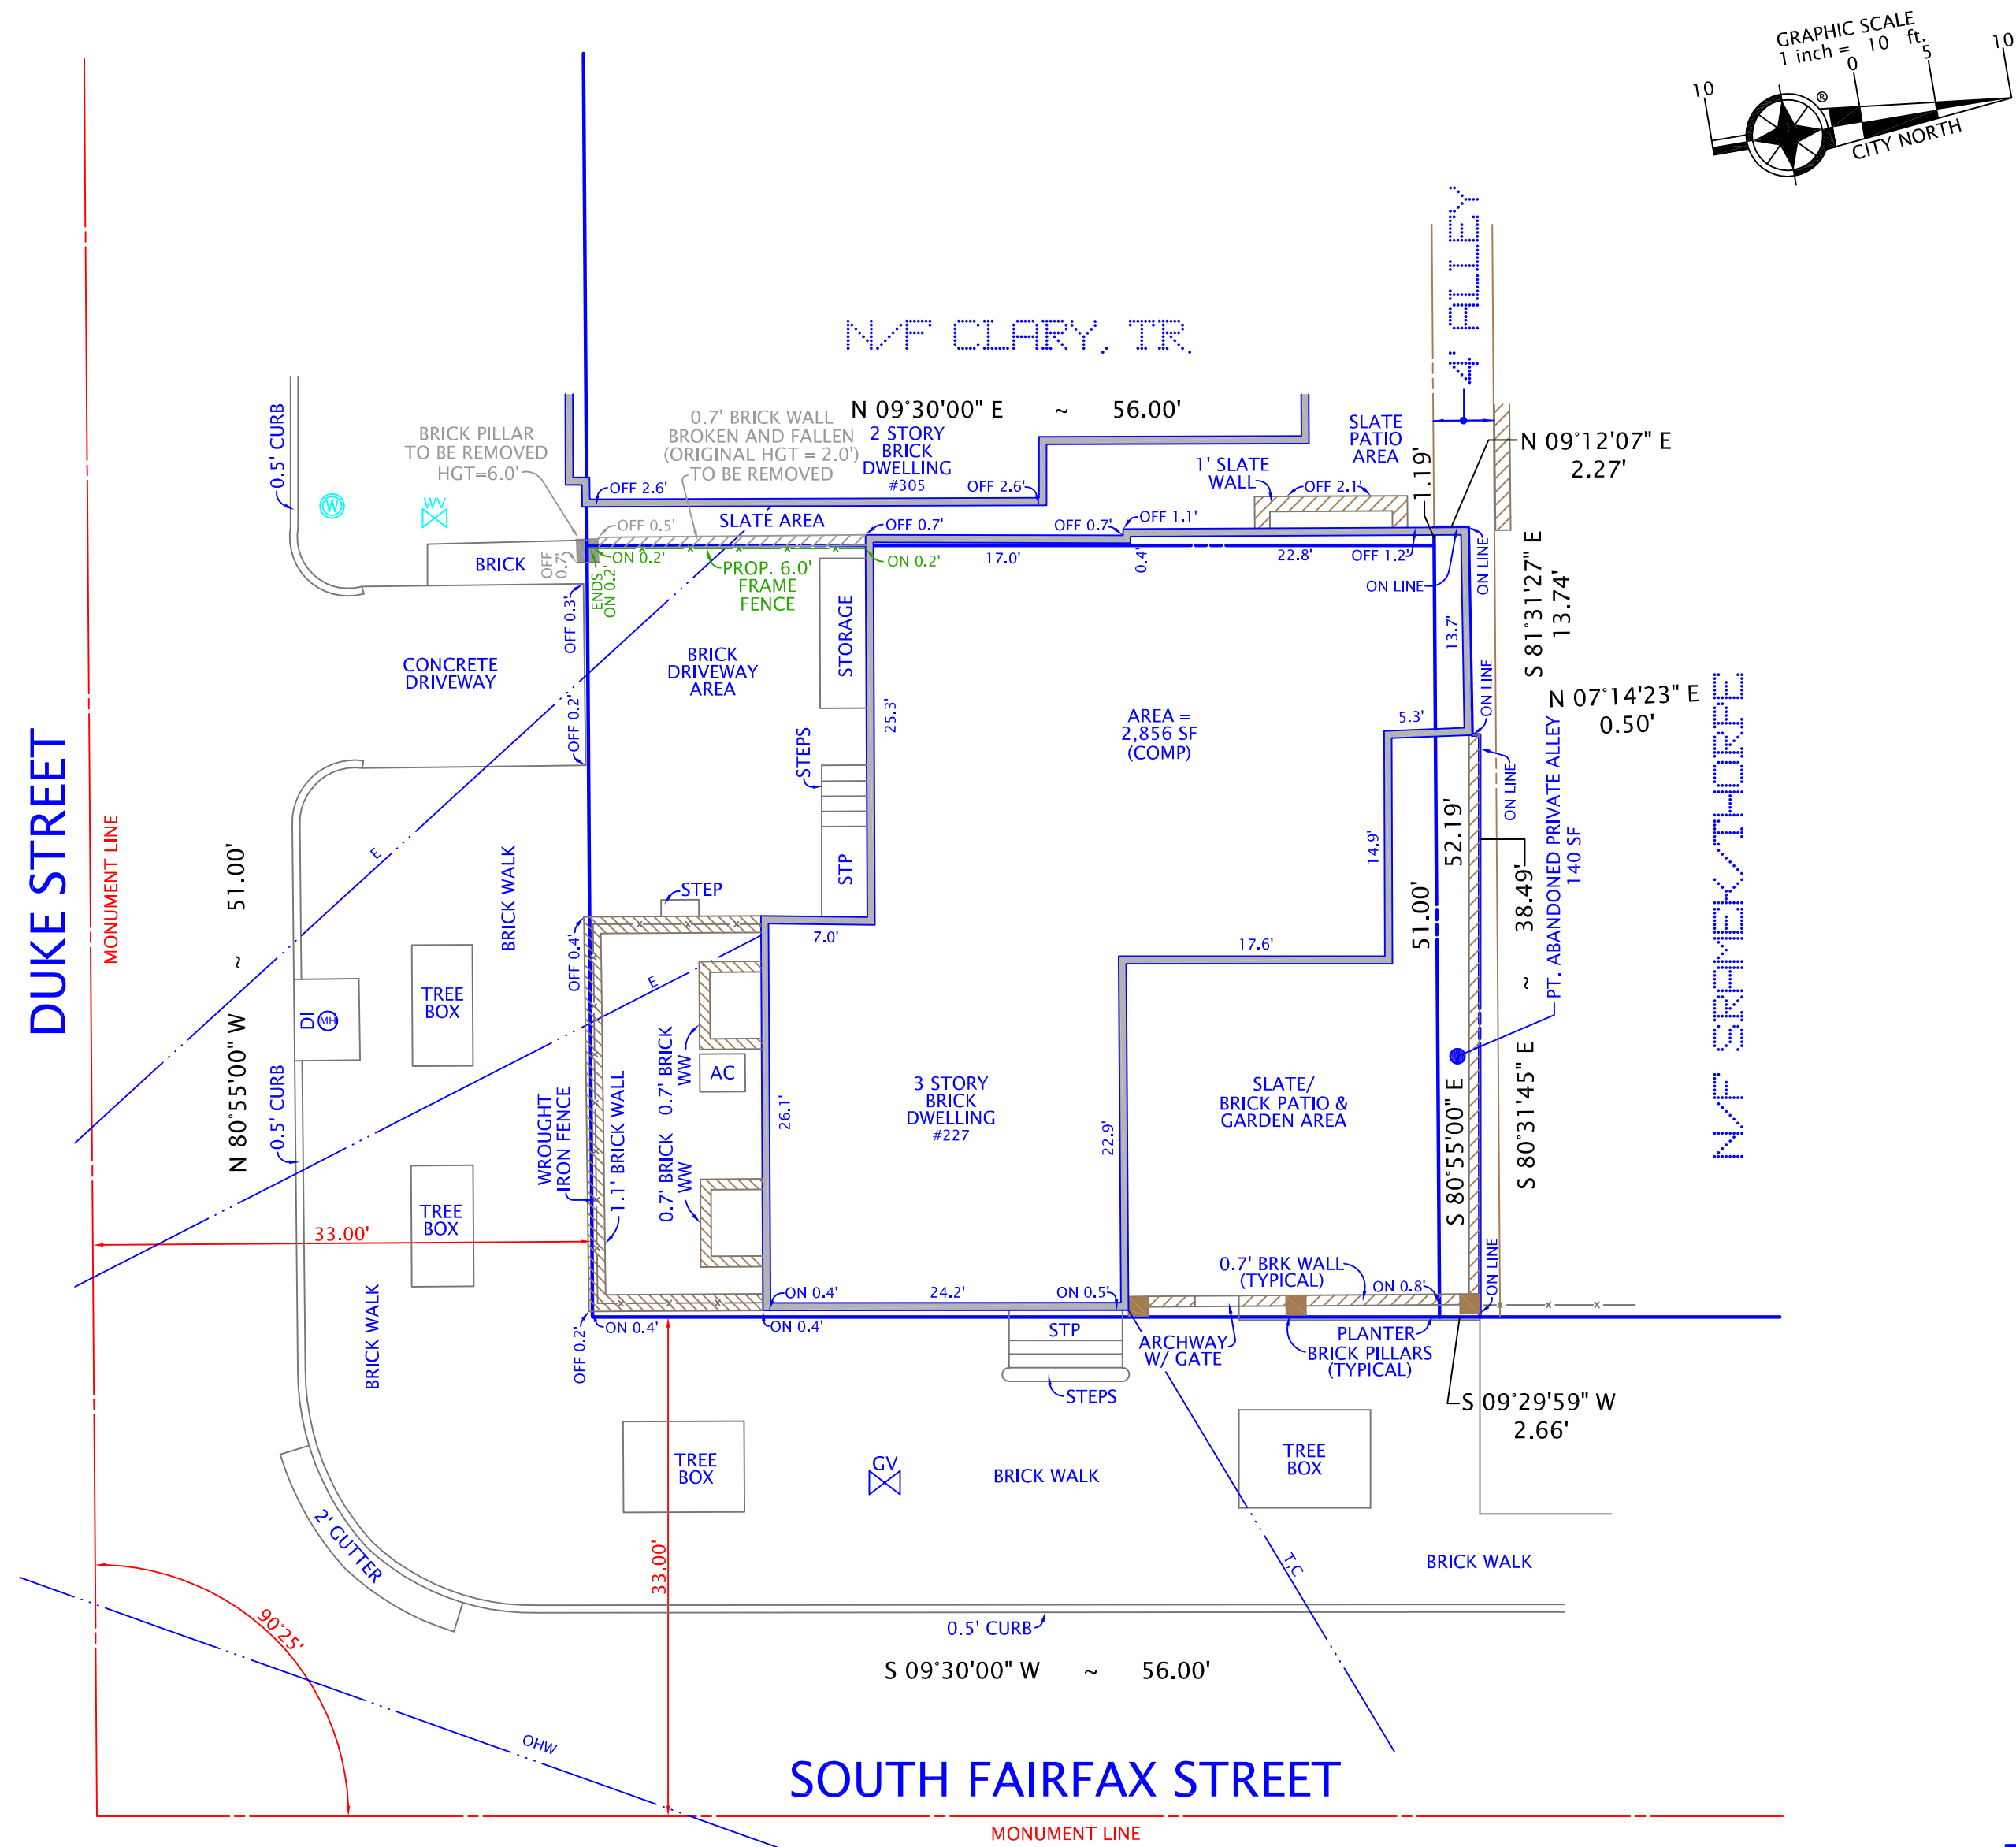 GRAPHIC SCALE
1 inch = 10 ft.
10
0
5
10
®
CITY NORTH
4' ALLEY
N/F CLARY, TR.
N 09°30'00" E ~ 56.00'
2 STORY
BRICK
DWELLING
#305
0.7' BRICK WALL
BROKEN AND FALLEN
(ORIGINAL HGT = 2.0')
TO BE REMOVED
BRICK PILLAR
TO BE REMOVED
HGT=6.0'
0.5' CURB
W
WV
SLATE
PATIO
AREA
1' SLATE
WALL
1.19'
N 09°12'07" E
2.27'
OFF 2.6'
OFF 2.6'
OFF 2.1'
OFF 0.5'
SLATE AREA
OFF 0.7'
OFF 0.7'
OFF 1.1'
BRICK
OFF
0.7'
ON 0.2'
ENDS
ON 0.2'
PROP. 6.0'
FRAME
FENCE
ON 0.2'
17.0'
0.4'
22.8'
OFF 1.2'
ON LINE
ON LINE
S 81°31'27" E
13.74'
OFF 0.3'
CONCRETE
DRIVEWAY
BRICK
DRIVEWAY
AREA
STORAGE
13.7'
ON LINE
N 07°14'23" E
0.50'
OFF 0.2'
25.3'
AREA =
2,856 SF
(COMP)
5.3'
ON LINE
PT. ABANDONED PRIVATE ALLEY
140 SF
N/F SRAMEK/THORPE
DUKE STREET
MONUMENT LINE
N 80°55'00" W ~ 51.00'
BRICK WALK
STEPS
STP
STEP
7.0'
14.9'
52.19'
51.00'
S 80°55'00" E
S 80°31'45" E ~ 38.49'
17.6'
OFF 0.4'
TREE
BOX
DI
MH
E
E
0.7' BRICK
WW
AC
0.7' BRICK
WW
WROUGHT
IRON FENCE
1.1' BRICK WALL
26.1'
3 STORY
BRICK
DWELLING
#227
22.9'
SLATE/
BRICK PATIO &
GARDEN AREA
0.5' CURB
TREE
BOX
33.00'
0.7' BRK WALL
(TYPICAL)
ON 0.8'
ON LINE
ON 0.4'
24.2'
ON 0.5'
OFF 0.2'
ON 0.4'
ON 0.4'
BRICK WALK
STP
ARCHWAY
W/ GATE
PLANTER
BRICK PILLARS
(TYPICAL)
STEPS
S 09°29'59" W
2.66'
TREE
BOX
GV
BRICK WALK
TREE
BOX
2' GUTTER
33.00'
T,C
BRICK WALK
90°25'
0.5' CURB
S 09°30'00" W ~ 56.00'
OHW
SOUTH FAIRFAX STREET
MONUMENT LINE